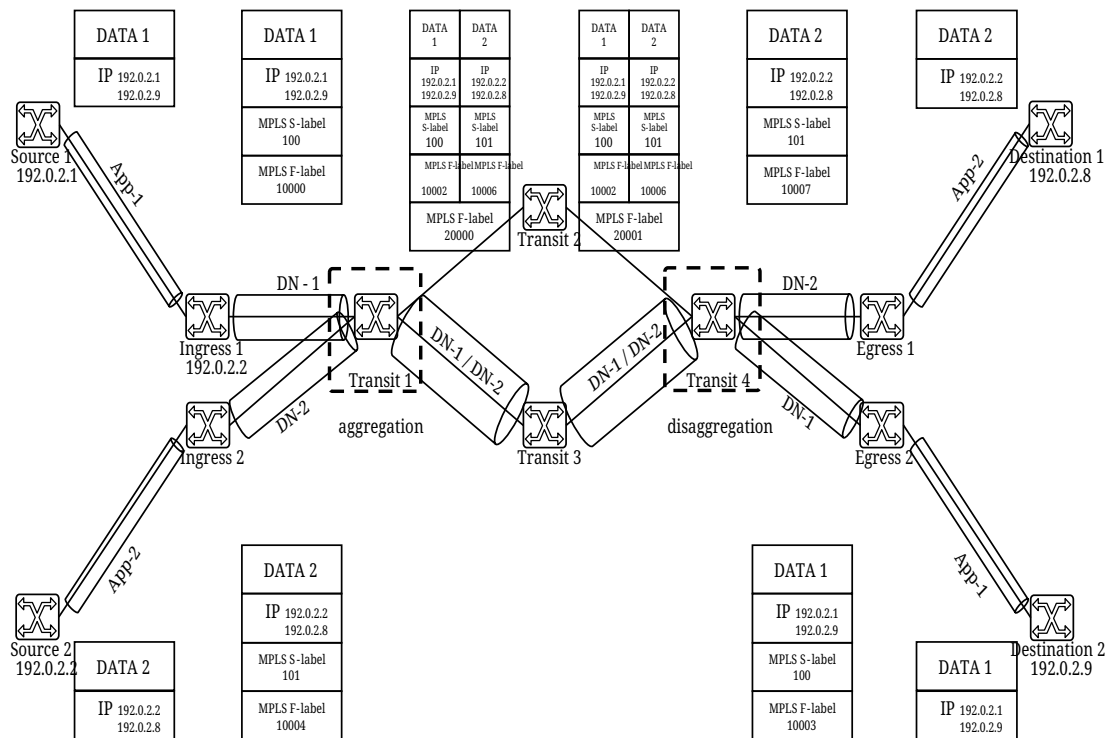 DATA 1
IP 192.0.2.1
192.0.2.9
DATA 1
IP 192.0.2.1
192.0.2.9
MPLS S-label
100
MPLS F-label
10000
DATA
1
IP
192.0.2.1
192.0.2.9
MPLS
S-label
100
MPLS F-label
10002
DATA
2
IP
192.0.2.2
192.0.2.8
MPLS
S-label
101
MPLS F-label
10006
MPLS F-label
20000
DATA
1
IP
192.0.2.1
192.0.2.9
MPLS
S-label
100
MPLS F-label
10002
DATA
2
IP
192.0.2.2
192.0.2.8
MPLS
S-label
101
MPLS F-label
10006
MPLS F-label
20001
DATA 2
IP 192.0.2.2
192.0.2.8
MPLS S-label
101
MPLS F-label
10007
DATA 2
IP 192.0.2.2
192.0.2.8
Source 1
192.0.2.1
App-1
Transit 2
App-2
Destination 1
192.0.2.8
DN - 1
DN-2
Ingress 1
192.0.2.2
Transit 1
DN-1 / DN-2
DN-1 / DN-2
Transit 4
Egress 1
DN-2
aggregation
disaggregation
DN-1
Ingress 2
Transit 3
Egress 2
App-2
App-1
Source 2
192.0.2.2
Destination 2
192.0.2.9
DATA 2
IP 192.0.2.2
192.0.2.8
DATA 2
IP 192.0.2.2
192.0.2.8
MPLS S-label
101
MPLS F-label
10004
DATA 1
IP 192.0.2.1
192.0.2.9
MPLS S-label
100
MPLS F-label
10003
DATA 1
IP 192.0.2.1
192.0.2.9